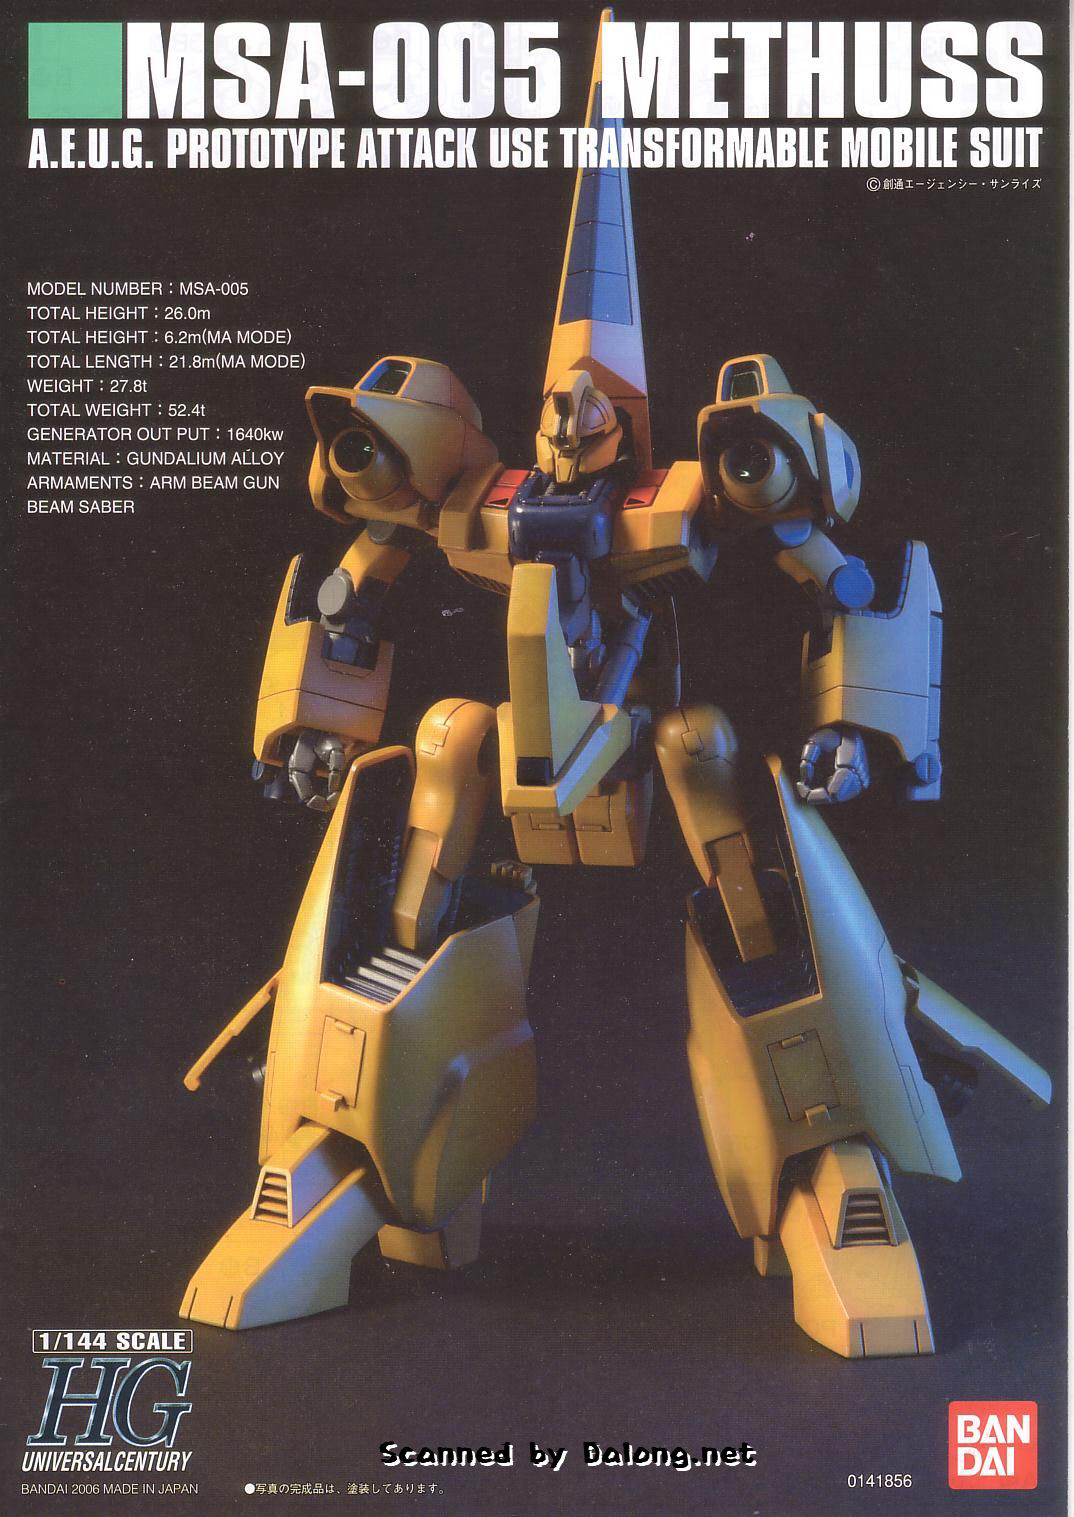 MSA-005 METHUSS
A.E.U.G. PROTOTYPE ATTACK USE TRANSFORMABLE MOBILE SUIT
©創通エージェンシー・サンライズ
MODEL NUMBER：MSA-005
TOTAL HEIGHT：26.0m
TOTAL HEIGHT：6.2m(MA MODE)
TOTAL LENGTH：21.8m(MA MODE)
WEIGHT：27.8t
TOTAL WEIGHT：52.4t
GENERATOR OUT PUT：1640kw
MATERIAL：GUNDALIUM ALLOY
ARMAMENTS：ARM BEAM GUN
BEAM SABER
1/144 SCALE
HG
UNIVERSAL CENTURY
BANDAI 2006 MADE IN JAPAN
●写真の完成品は、塗装してあります。
Scanned by Dalong.net
0141856
BAN
DAI